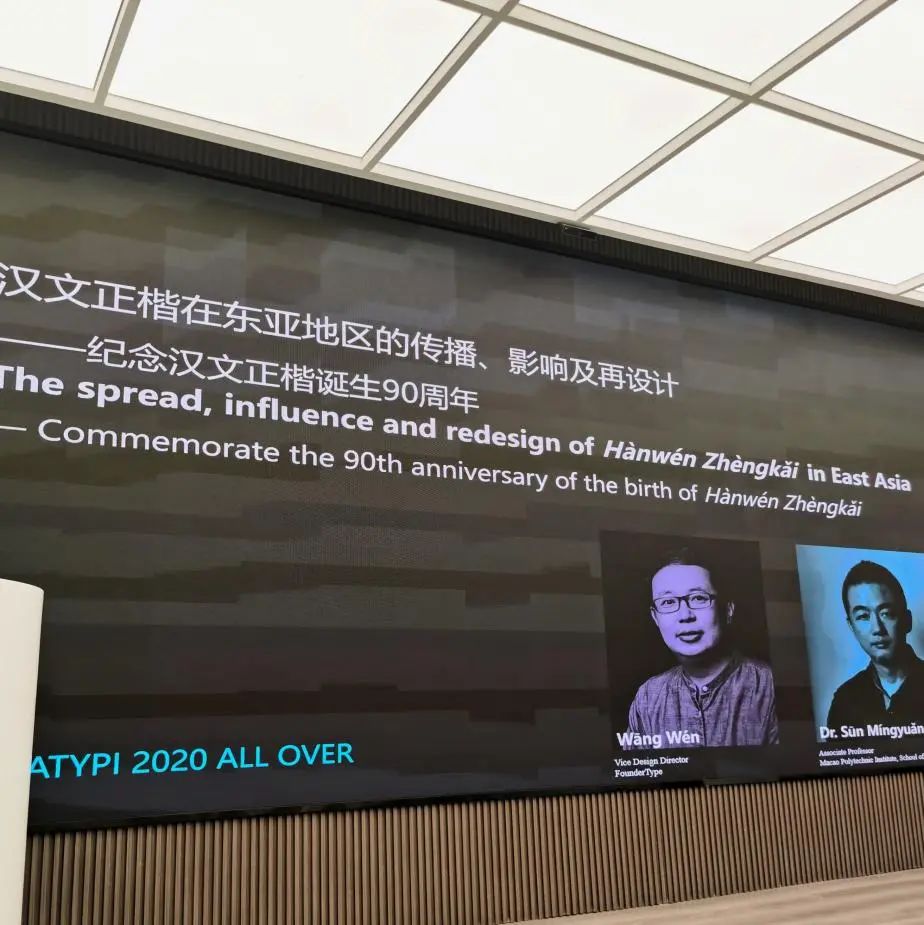 汉文正楷在东亚地区的传播、影响及再设计
——纪念汉文正楷诞生90周年
The spread, influence and redesign of Hànwén Zhèngkǎi in East Asia
— Commemorate the 90th anniversary of the birth of Hànwén Zhèngkǎi
Wāng Wén
Vice Design Director
FounderType
Dr. Sūn Míngyuǎn
Associate Professor
Macao Polytechnic Institute, School of
ATYPI 2020 ALL OVER